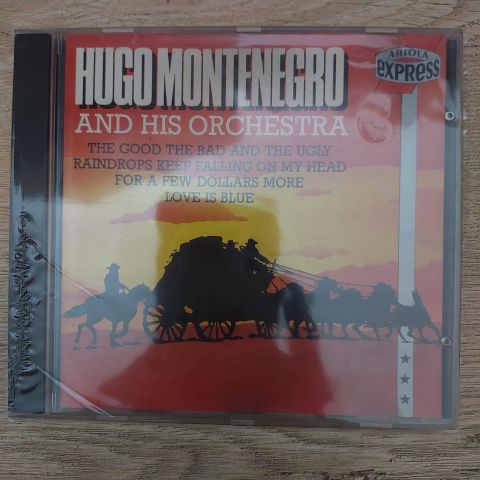 HUGO MONTENEGRO
ARIOLA
EXPRESS
AND HIS ORCHESTRA
THE GOOD THE BAD AND THE UGLY
RAINDROPS KEEP FALLING ON MY HEAD
FOR A FEW DOLLARS MORE
LOVE IS BLUE